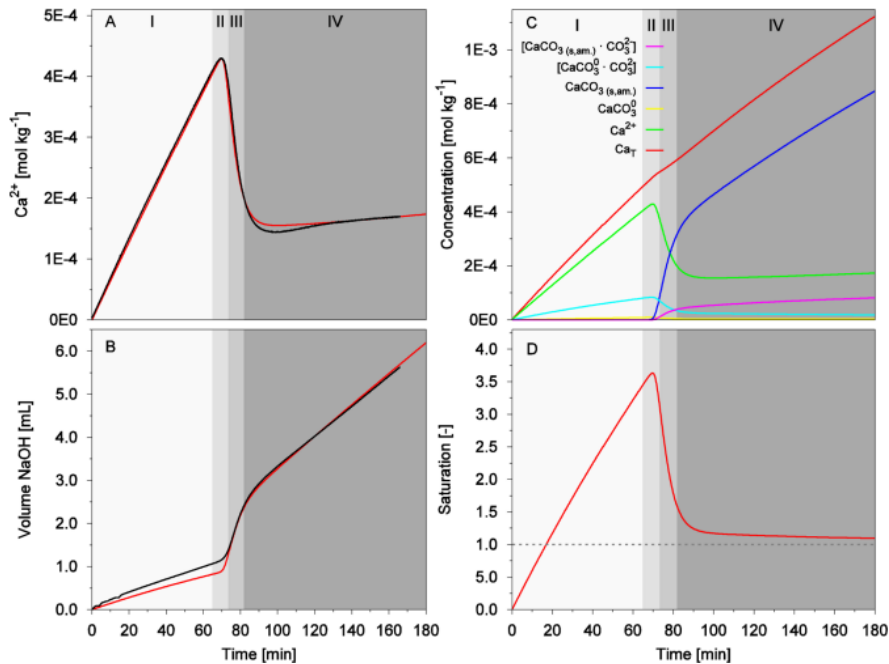 A
I
II
III
IV
Ca²⁺ [mol kg⁻¹]
5E-4
4E-4
3E-4
2E-4
1E-4
0E0
C
I
II
III
IV
[CaCO₃ (s,am.) · CO₃²]
[CaCO₃⁰ · CO₃²]
CaCO₃ (s,am.)
CaCO₃⁰
Ca²⁺
Ca_T
Concentration [mol kg⁻¹]
1E-3
8E-4
6E-4
4E-4
2E-4
0E0
B
Volume NaOH [mL]
6.0
5.0
4.0
3.0
2.0
1.0
0.0
0 20 40 60 80 100 120 140 160 180
Time [min]
D
Saturation [-]
4.0
3.5
3.0
2.5
2.0
1.5
1.0
5.0
0.0
0 20 40 60 80 100 120 140 160 180
Time [min]